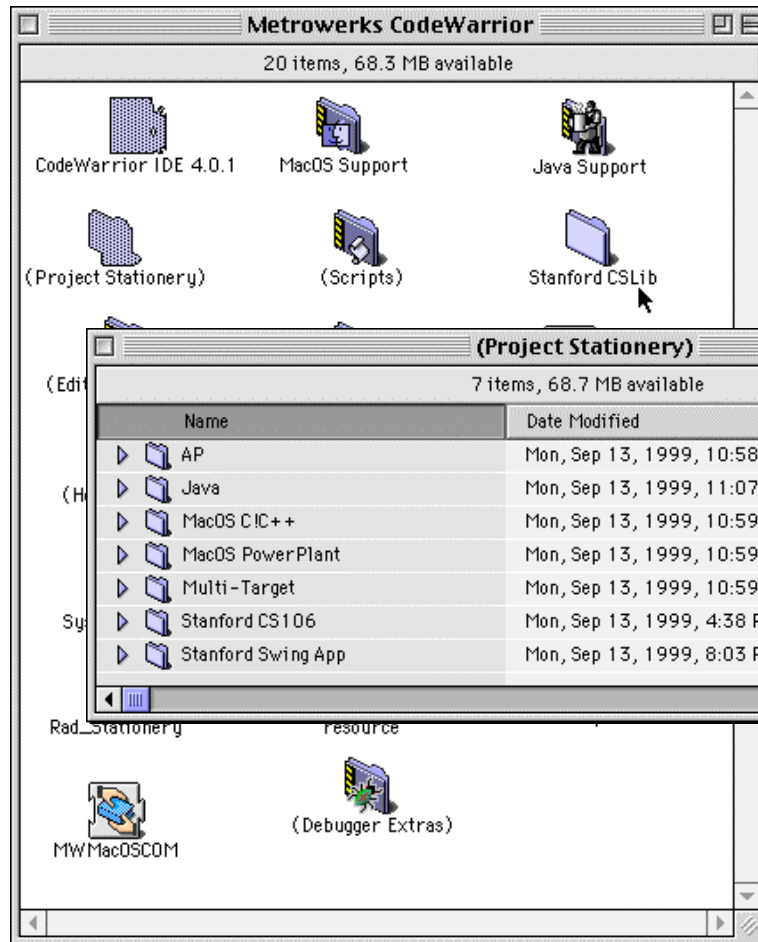 Metrowerks CodeWarrior
20 items, 68.3 MB available
CodeWarrior IDE 4.0.1
MacOS Support
Java Support
(Project Stationery)
(Scripts)
Stanford CSLib
(Project Stationery)
(Edit
7 items, 68.7 MB available
Name Date Modified
AP Mon, Sep 13, 1999, 10:58
(H
Java Mon, Sep 13, 1999, 11:07
MacOS C!C++ Mon, Sep 13, 1999, 10:59
MacOS PowerPlant Mon, Sep 13, 1999, 10:59
Multi-Target Mon, Sep 13, 1999, 10:59
Sy
Stanford CS106 Mon, Sep 13, 1999, 4:38 P
Stanford Swing App Mon, Sep 13, 1999, 8:03 P
Rad_Stationery
resource
(Debugger Extras)
MWMacOSCOM